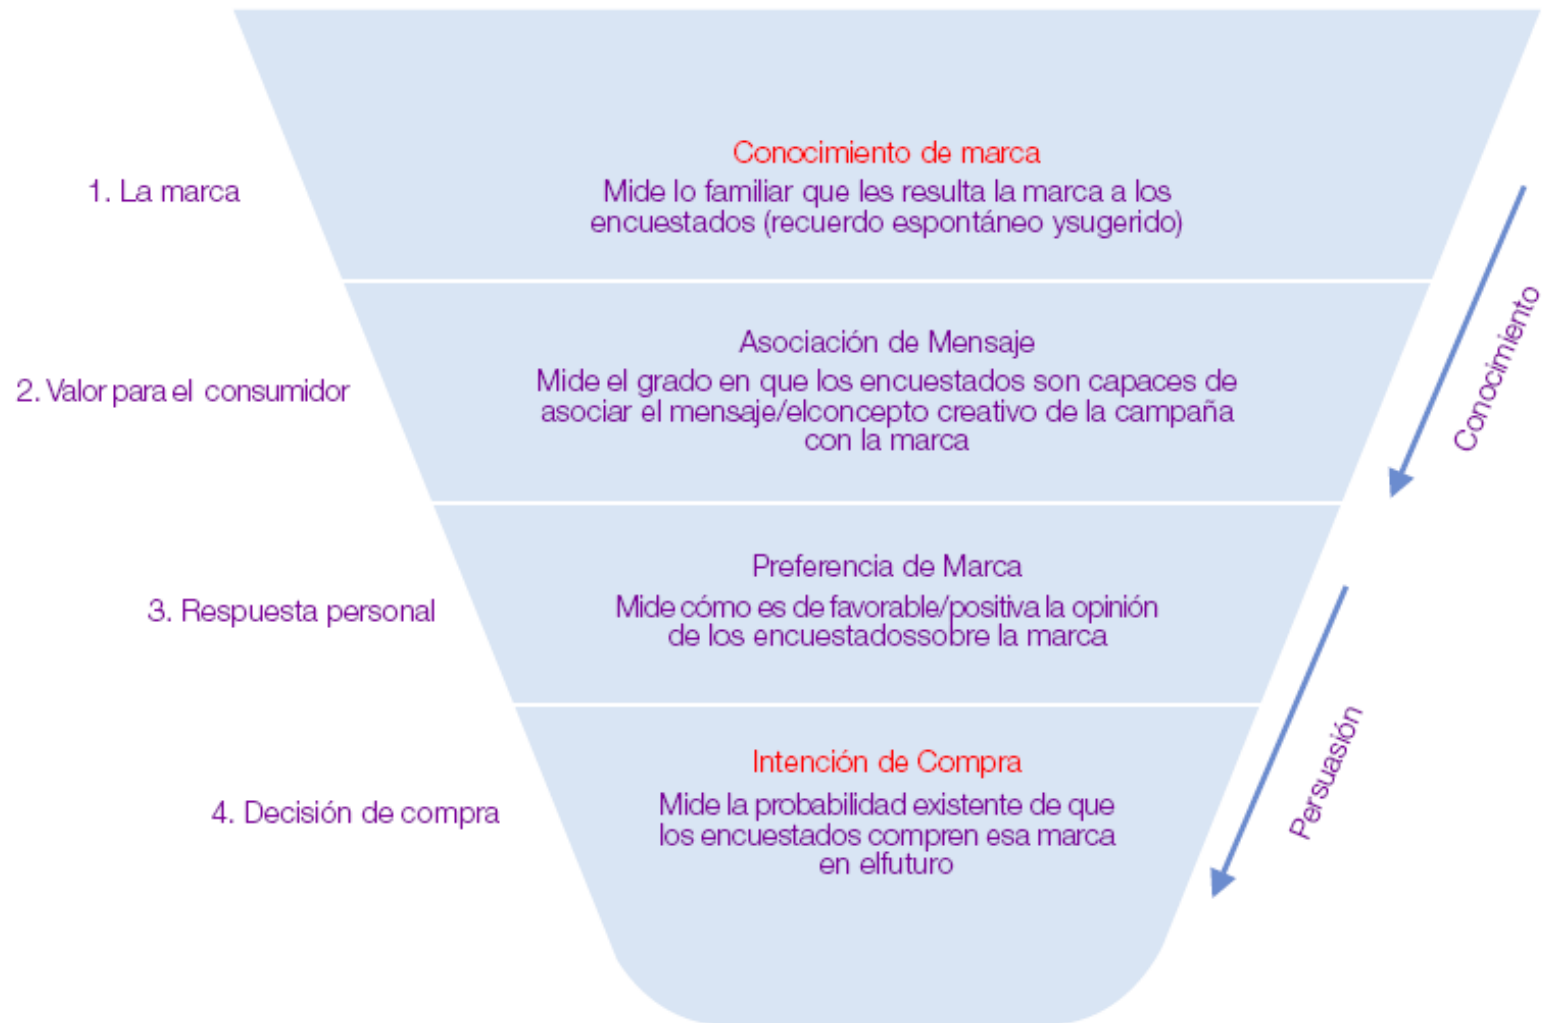 Conocimiento de marca
1. La marca
Mide lo familiar que les resulta la marca a los
encuestados (recuerdo espontáneo ysugerido)
Asociación de Mensaje
2. Valor para el consumidor
Mide el grado en que los encuestados son capaces de
asociar el mensaje/elconcepto creativo de la campaña
con la marca
Conocimiento
Preferencia de Marca
3. Respuesta personal
Mide cómo es de favorable/positiva la opinión
de los encuestadossobre la marca
Intención de Compra
4. Decisión de compra
Mide la probabilidad existente de que
los encuestados compren esa marca
en elfuturo
Persuasión